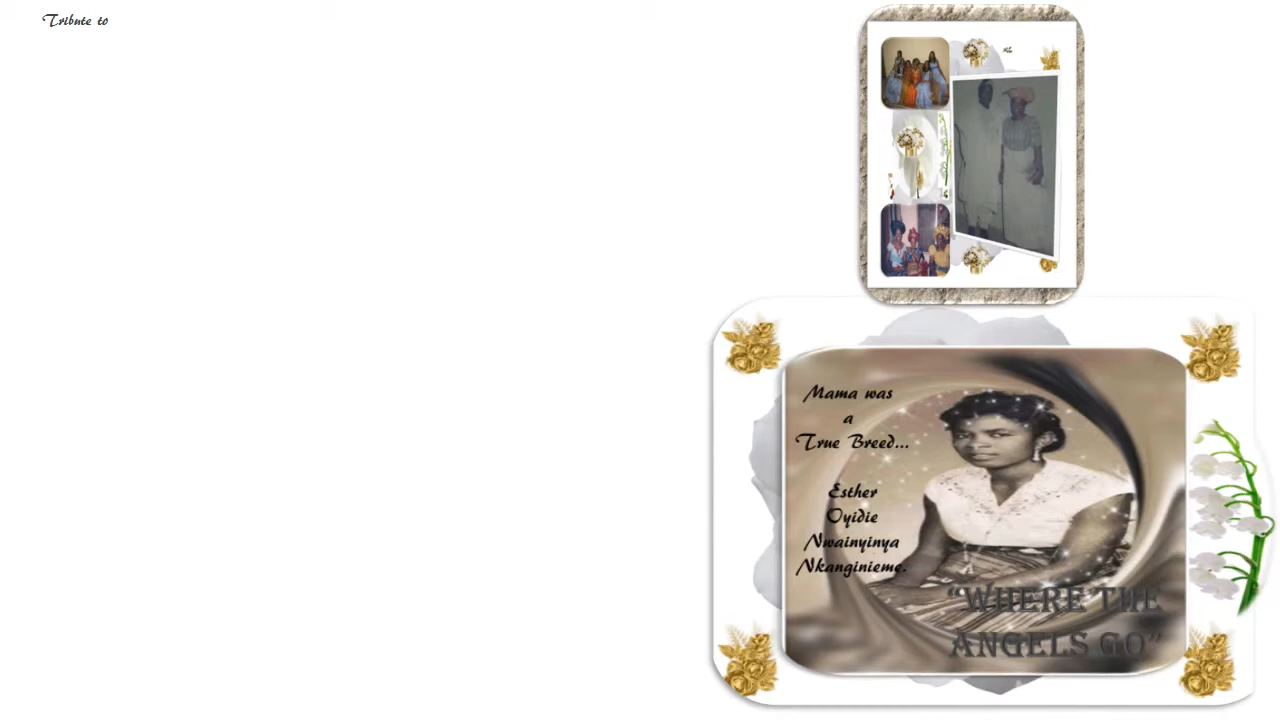 Tribute to
Mama was
a
True Breed...
Esther
Oyidie
Nwainyinya
Nkanginieme.
“WHERE THE
ANGELS GO”